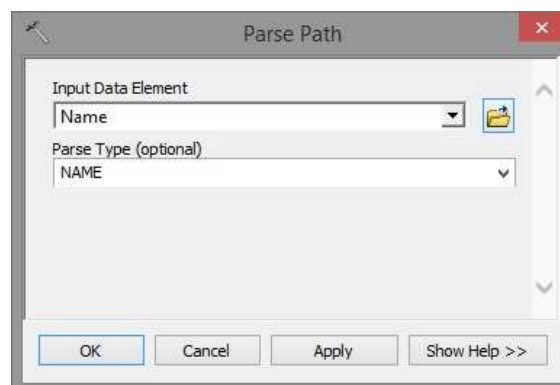 Parse Path
Input Data Element
Name
Parse Type (optional)
NAME
OK Cancel Apply Show Help >>